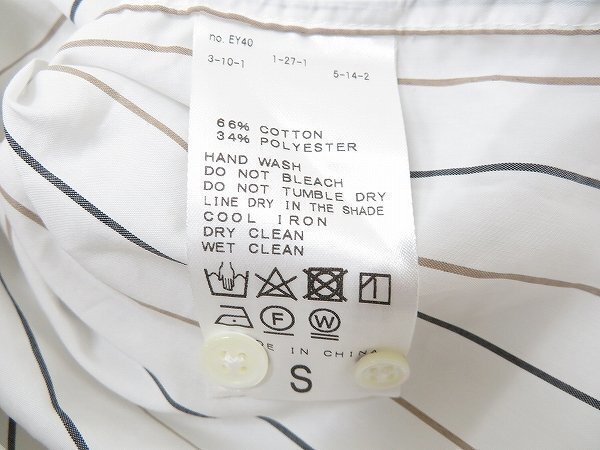 no. EY40
3-10-1 1-27-1 5-14-2
66% COTTON
34% POLYESTER
HAND WASH
DO NOT BLEACH
DO NOT TUMBLE DRY
LINE DRY IN THE SHADE
COOL IRON
DRY CLEAN
WET CLEAN
F W
IN CHINA
S